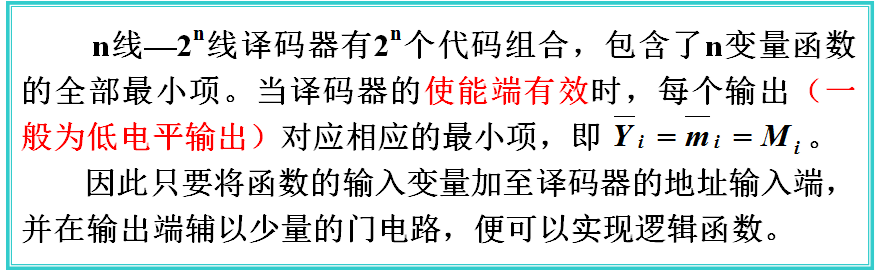 n线—2ⁿ线译码器有2ⁿ个代码组合，包含了n变量函数
的全部最小项。当译码器的使能端有效时，每个输出（一
般为低电平输出）对应相应的最小项，即 Y̅ᵢ = m̅ᵢ = Mᵢ 。
因此只要将函数的输入变量加至译码器的地址输入端，
并在输出端辅以少量的门电路，便可以实现逻辑函数。